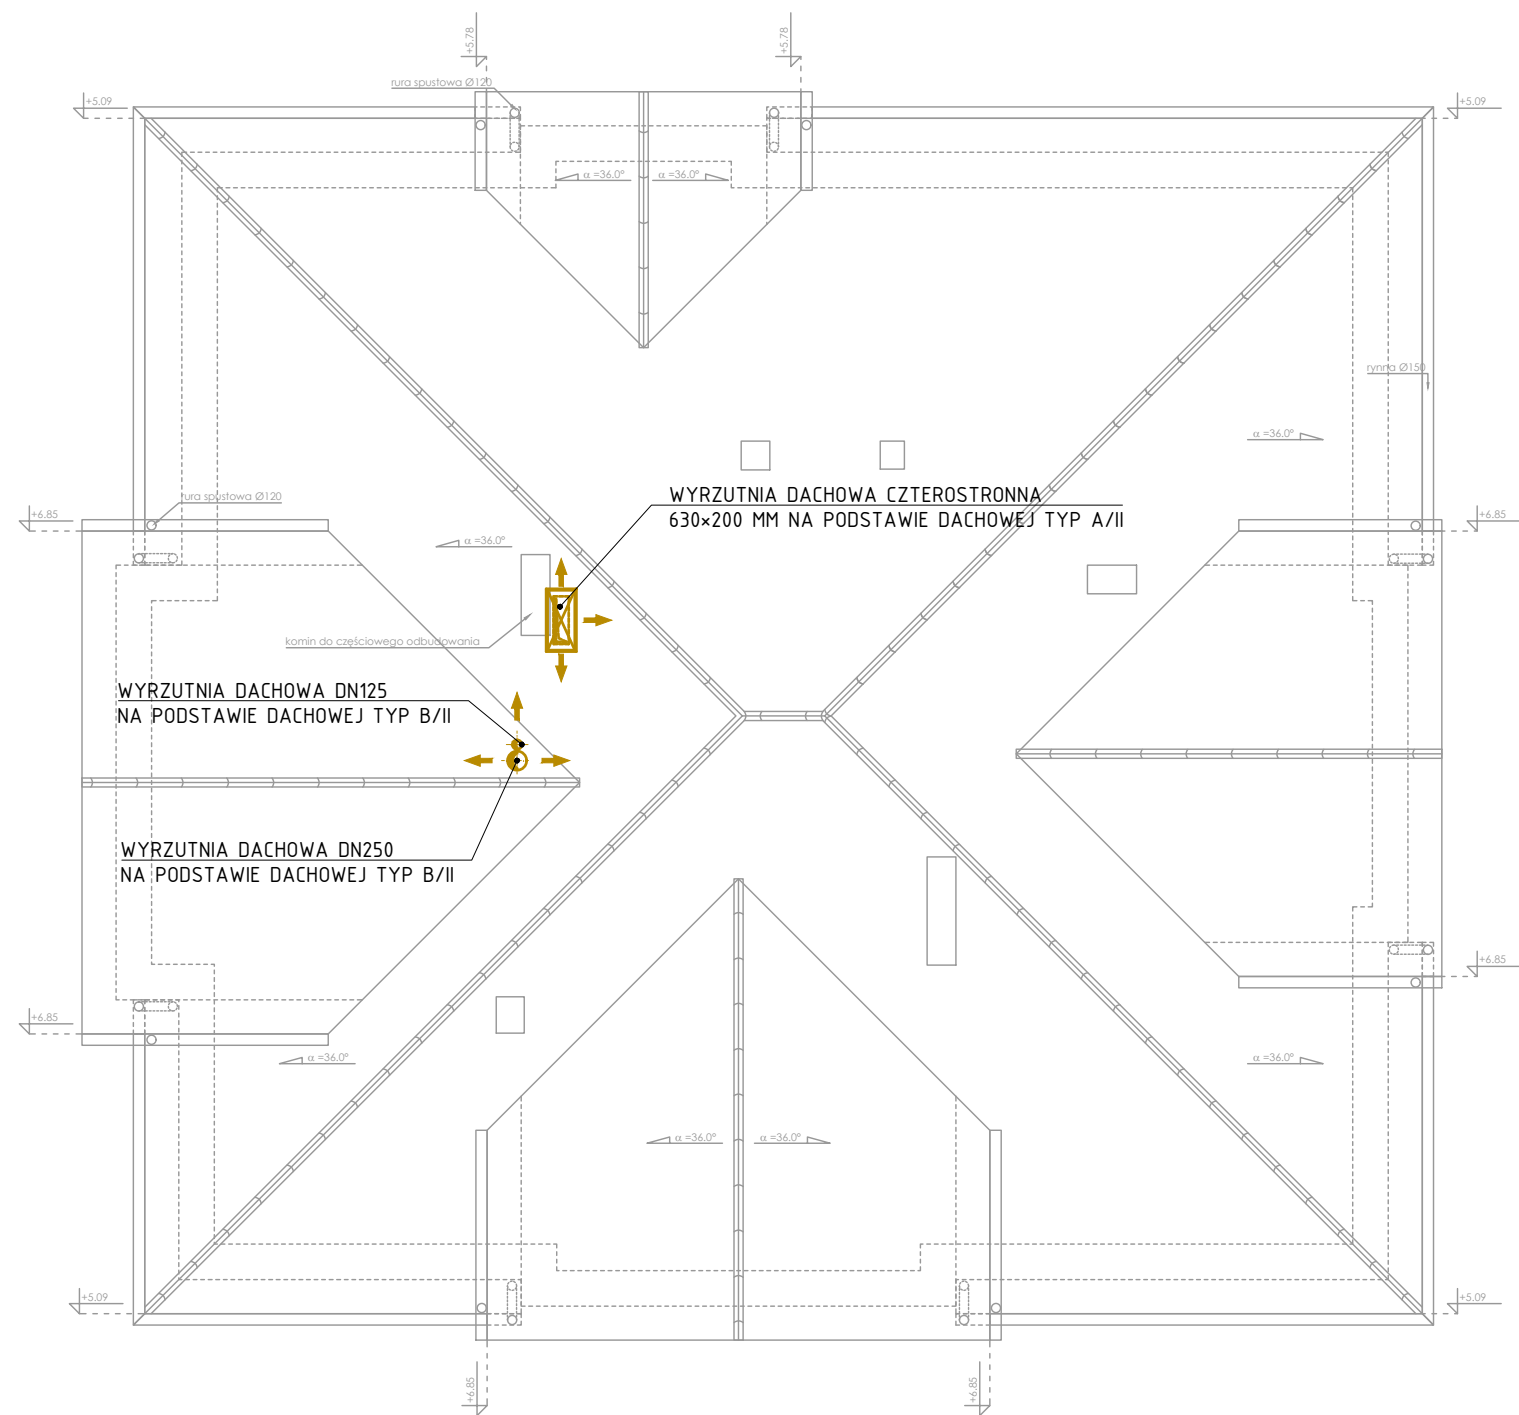 +5.78
+5.78
rura spustowa Ø120
+5.09
+5.09
α =36.0°
α =36.0°
rynna Ø150
α =36.0°
WYRZUTNIA DACHOWA CZTEROSTRONNA
630×200 MM NA PODSTAWIE DACHOWEJ TYP A/II
rura spustowa Ø120
+6.85
+6.85
α =36.0°
komin do częściowego odbudowania
WYRZUTNIA DACHOWA DN125
NA PODSTAWIE DACHOWEJ TYP B/II
WYRZUTNIA DACHOWA DN250
NA PODSTAWIE DACHOWEJ TYP B/II
+6.85
+6.85
α =36.0°
α =36.0°
α =36.0°
α =36.0°
+5.09
+5.09
+6.85
+6.85